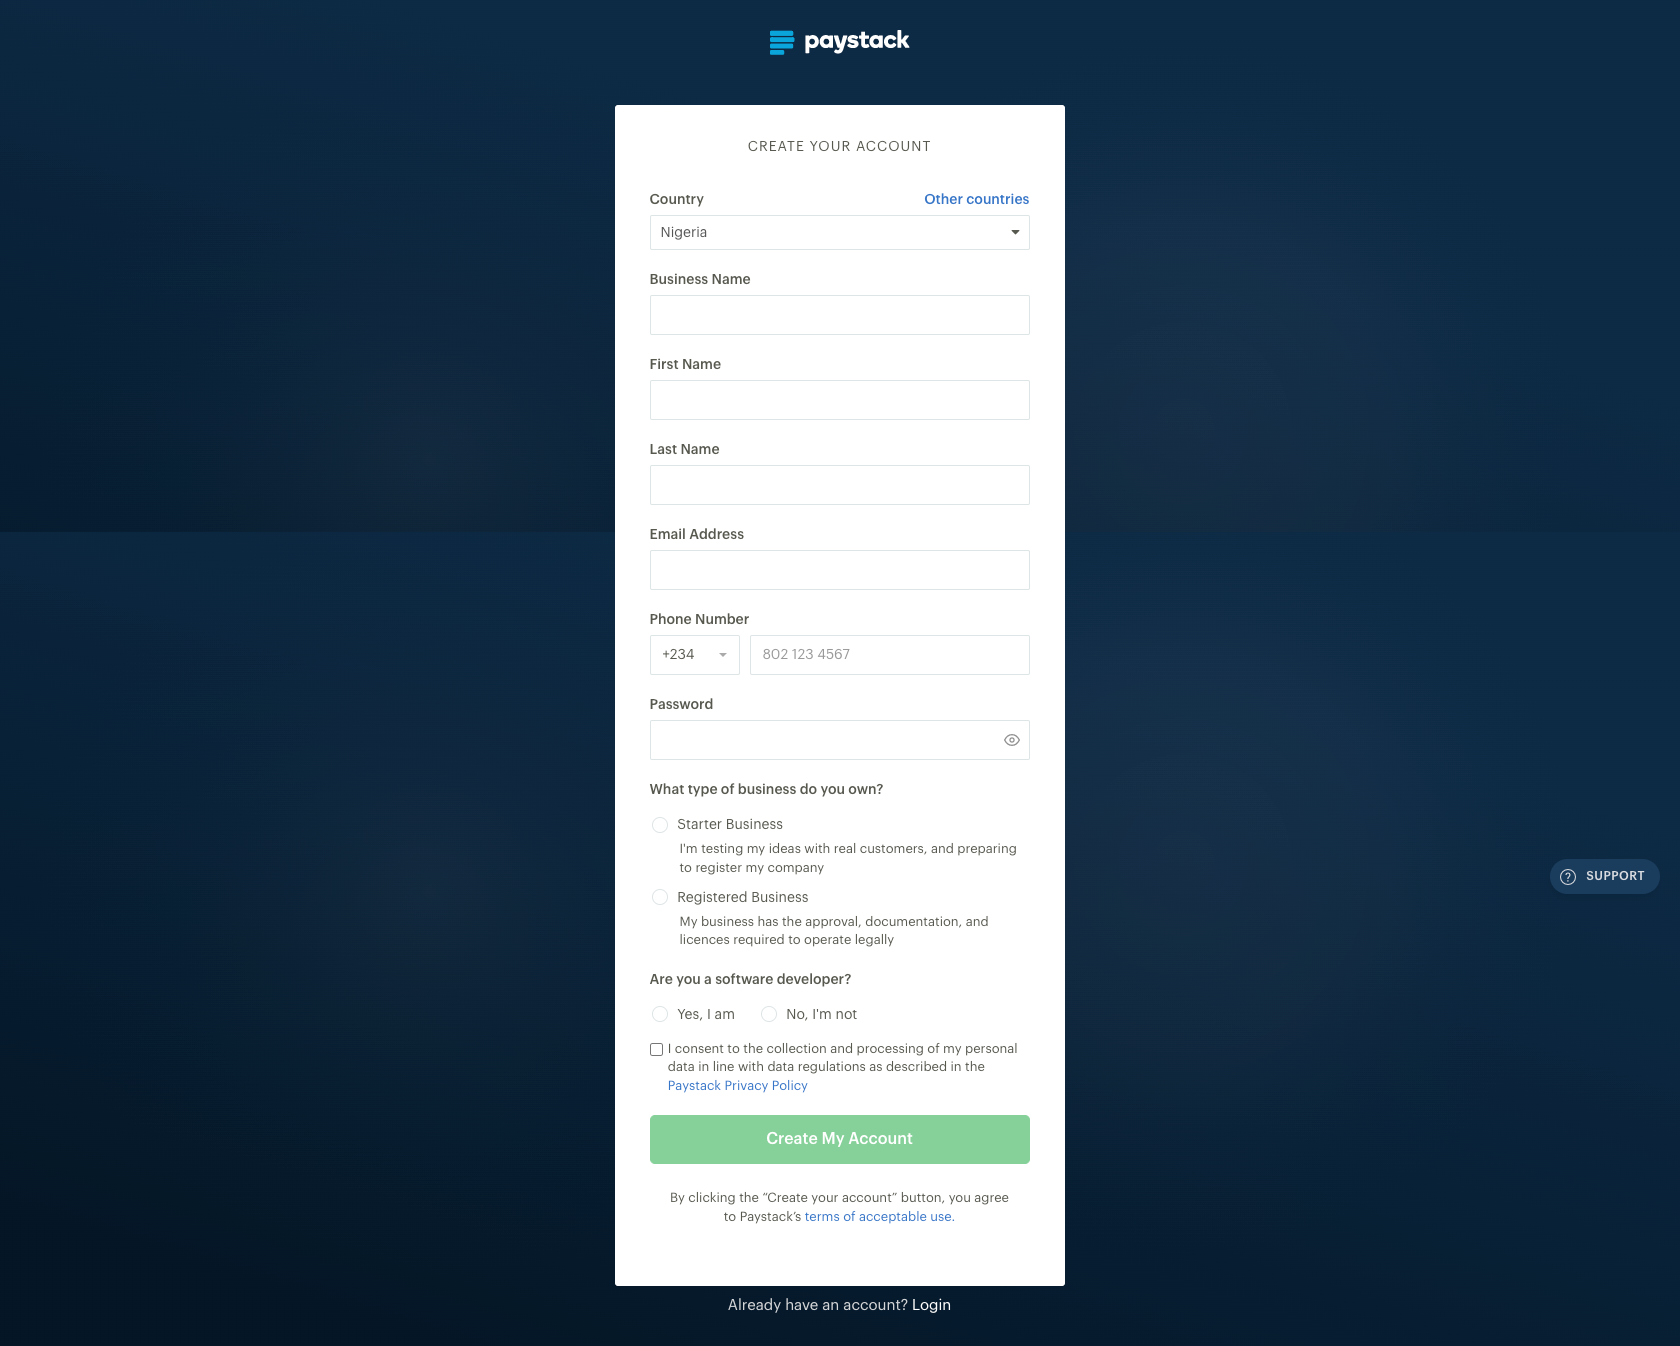 paystack
CREATE YOUR ACCOUNT
Country
Other countries
Nigeria
Business Name
First Name
Last Name
Email Address
Phone Number
+234
802 123 4567
Password
What type of business do you own?
Starter Business
I'm testing my ideas with real customers, and preparing
to register my company
Registered Business
My business has the approval, documentation, and
licences required to operate legally
Are you a software developer?
Yes, I am
No, I'm not
I consent to the collection and processing of my personal
data in line with data regulations as described in the
Paystack Privacy Policy
Create My Account
By clicking the “Create your account” button, you agree
to Paystack’s terms of acceptable use.
Already have an account? Login
SUPPORT